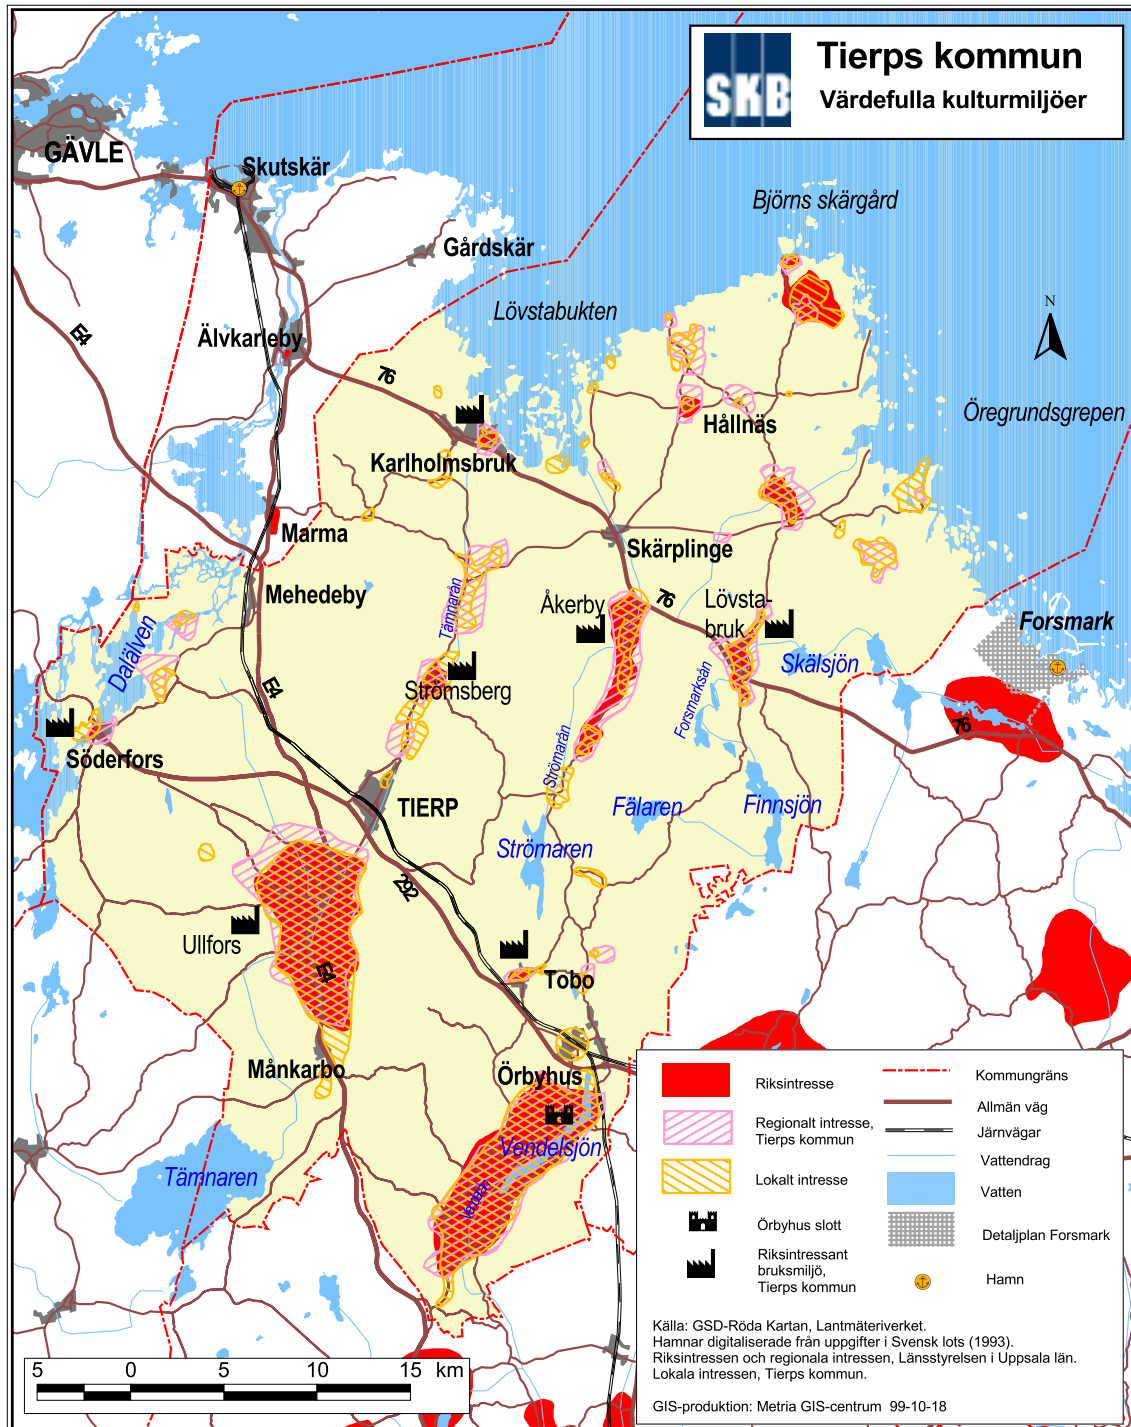 SKB
Tierps kommun
Värdefulla kulturmiljöer
GÄVLE
Skutskär
Björns skärgård
Gårdskär
N
Lövstabukten
E4
Älvkarleby
76
Öregrundsgrepen
Hållnäs
Karlholmsbruk
Marma
Skärplinge
Mehedeby
Tämnarån
Åkerby
76
Lövsta-
bruk
Forsmark
Dalälven
Skälsjön
E4
Strömsberg
Forsmarksån
76
Söderfors
Strömarån
TIERP
Fälaren
Finnsjön
Strömaren
292
Ullfors
E4
Tobo
Månkarbo
Örbyhus
Vendelsjön
Tämnaren
Vendelån
Riksintresse
Regionalt intresse,
Tierps kommun
Lokalt intresse
Örbyhus slott
Riksintressant
bruksmiljö,
Tierps kommun
Kommungräns
Allmän väg
Järnvägar
Vattendrag
Vatten
Detaljplan Forsmark
Hamn
Källa: GSD-Röda Kartan, Lantmäteriverket.
Hamnar digitaliserade från uppgifter i Svensk lots (1993).
Riksintressen och regionala intressen, Länsstyrelsen i Uppsala län.
Lokala intressen, Tierps kommun.
GIS-produktion: Metria GIS-centrum 99-10-18
5 0 5 10 15 km